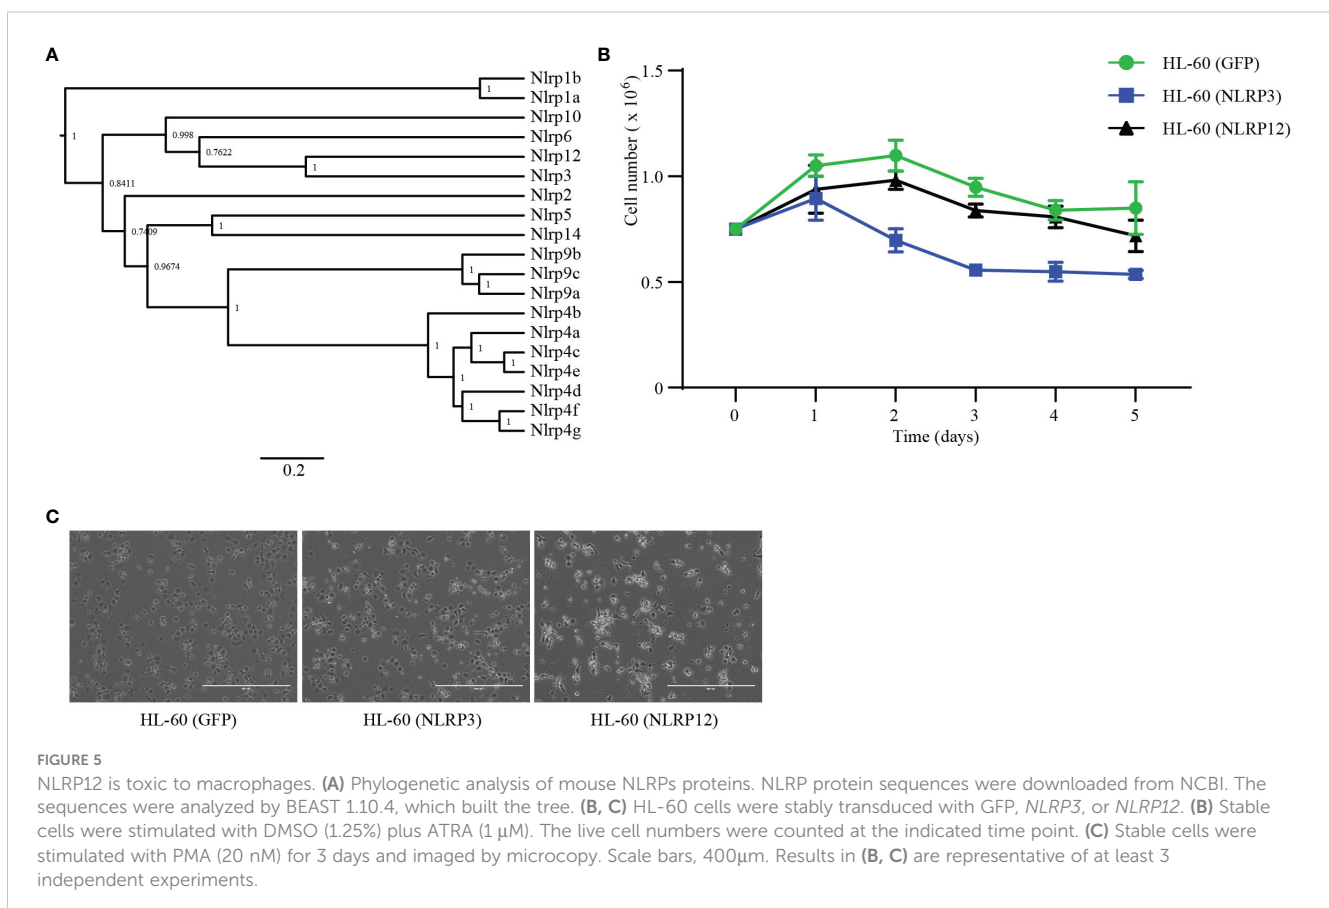 A
Nlrp1b
Nlrp1a
Nlrp10
Nlrp6
Nlrp12
Nlrp3
Nlrp2
Nlrp5
Nlrp14
Nlrp9b
Nlrp9c
Nlrp9a
Nlrp4b
Nlrp4a
Nlrp4c
Nlrp4e
Nlrp4d
Nlrp4f
Nlrp4g
1
1
0.998
0.7622
1
0.8411
0.7409
1
0.9674
1
1
1
1
1
1
1
1
1
0.2
B
HL-60 (GFP)
HL-60 (NLRP3)
HL-60 (NLRP12)
Cell number ( x 10⁶)
1.5
1.0
0.5
0
0 1 2 3 4 5
Time (days)
C
HL-60 (GFP) HL-60 (NLRP3) HL-60 (NLRP12)
FIGURE 5
NLRP12 is toxic to macrophages. (A) Phylogenetic analysis of mouse NLRPs proteins. NLRP protein sequences were downloaded from NCBI. The
sequences were analyzed by BEAST 1.10.4, which built the tree. (B, C) HL-60 cells were stably transduced with GFP, NLRP3, or NLRP12. (B) Stable
cells were stimulated with DMSO (1.25%) plus ATRA (1 μM). The live cell numbers were counted at the indicated time point. (C) Stable cells were
stimulated with PMA (20 nM) for 3 days and imaged by microcopy. Scale bars, 400μm. Results in (B, C) are representative of at least 3
independent experiments.